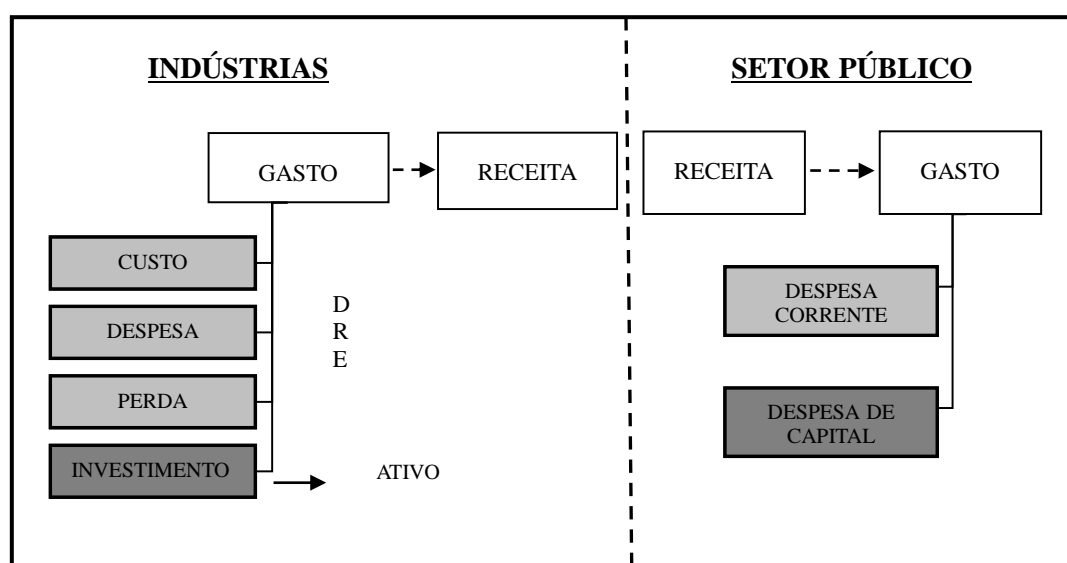 INDÚSTRIAS
GASTO
RECEITA
CUSTO
DESPESA
PERDA
INVESTIMENTO
D
R
E
ATIVO
SETOR PÚBLICO
RECEITA
GASTO
DESPESA
CORRENTE
DESPESA DE
CAPITAL